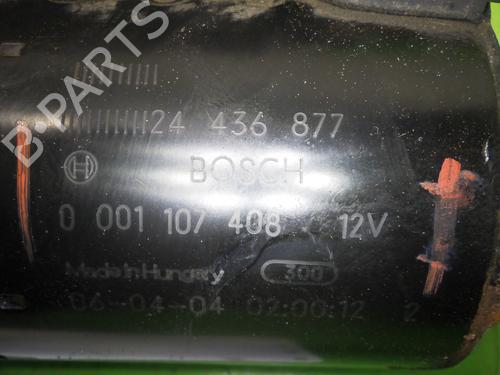 B-PARTS
24 436 877
BOSCH
0 001 107 408 12V
Made in Hungary 300
06-04-04 02:00:12 2